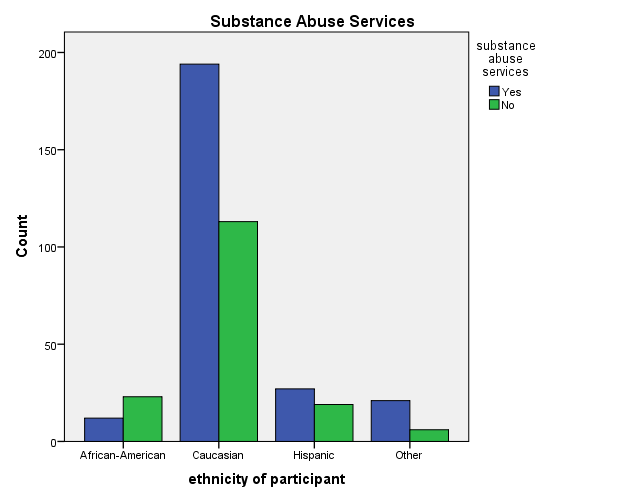 Substance Abuse Services
substance
abuse
services
Yes
No
200
150
100
50
0
Count
African-American
Caucasian
Hispanic
Other
ethnicity of participant